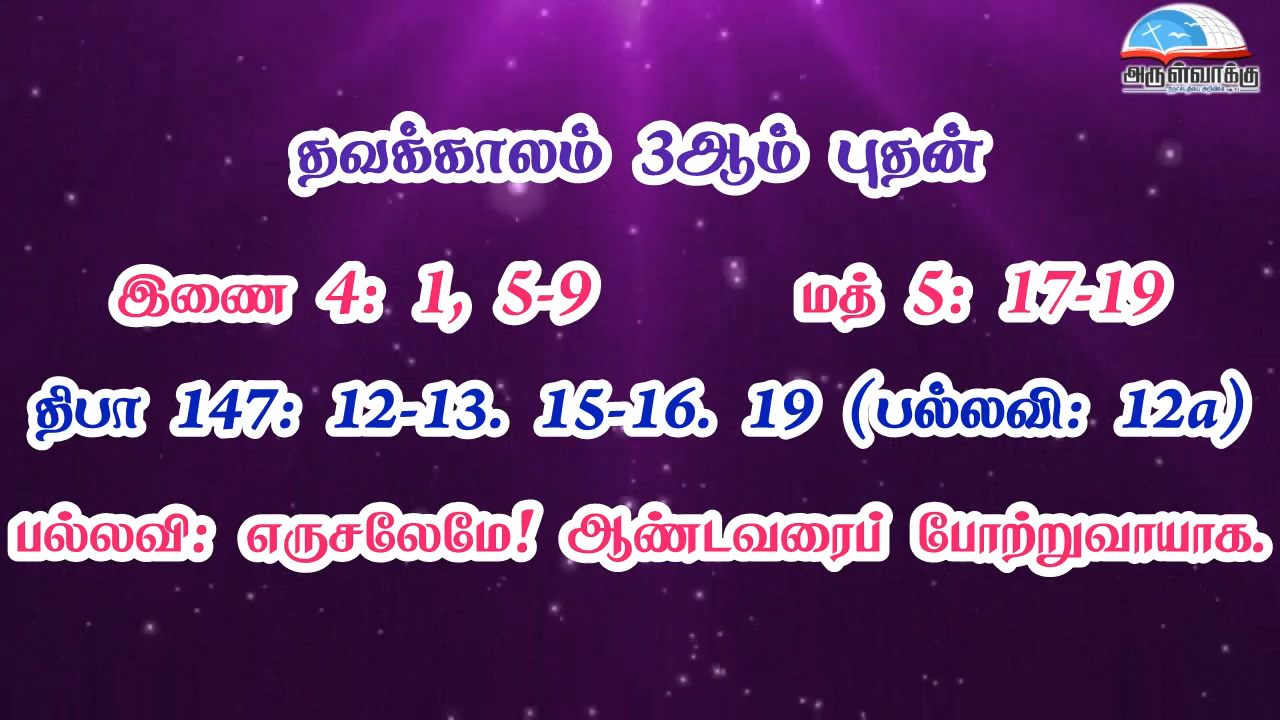 அருள்வாக்கு
தவக்காலம் 3ஆம் புதன்
இணை 4: 1, 5-9 மத் 5: 17-19
திபா 147: 12-13. 15-16. 19 (பல்லவி: 12a)
பல்லவி: எருசலேமே! ஆண்டவரைப் போற்றுவாயாக.